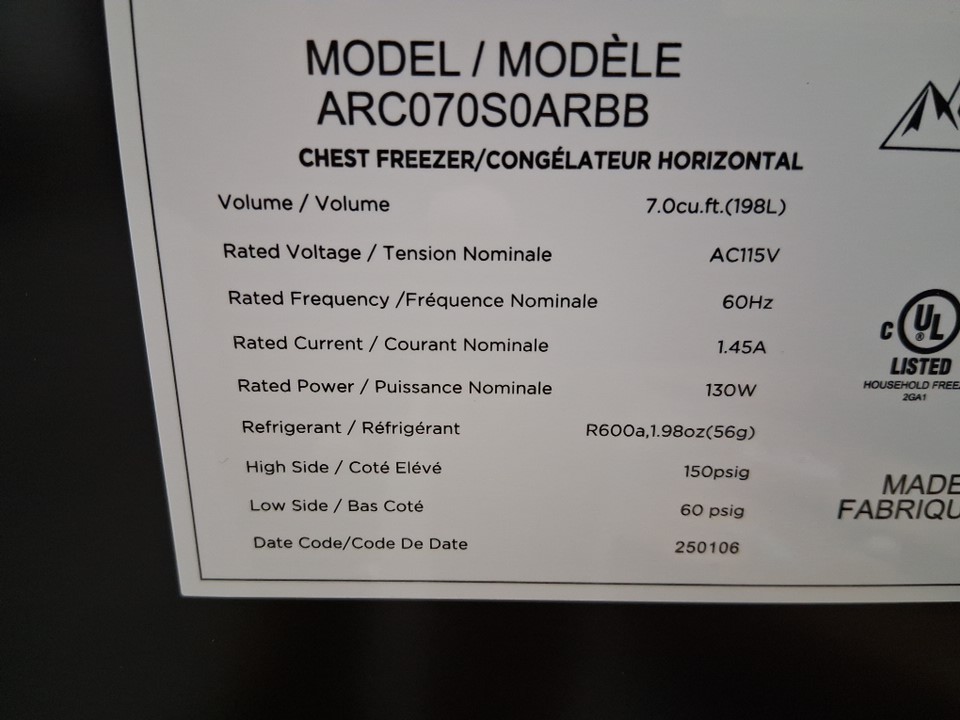 MODEL / MODÈLE
ARC070S0ARBB
CHEST FREEZER/CONGÉLATEUR HORIZONTAL
Volume / Volume 7.0cu.ft.(198L)
Rated Voltage / Tension Nominale AC115V
Rated Frequency /Fréquence Nominale 60Hz
Rated Current / Courant Nominale 1.45A
Rated Power / Puissance Nominale 130W
Refrigerant / Réfrigérant R600a,1.98oz(56g)
High Side / Coté Elévé 150psig
Low Side / Bas Coté 60 psig
Date Code/Code De Date 250106
C UL ®
LISTED
HOUSEHOLD
2GA1
MADE